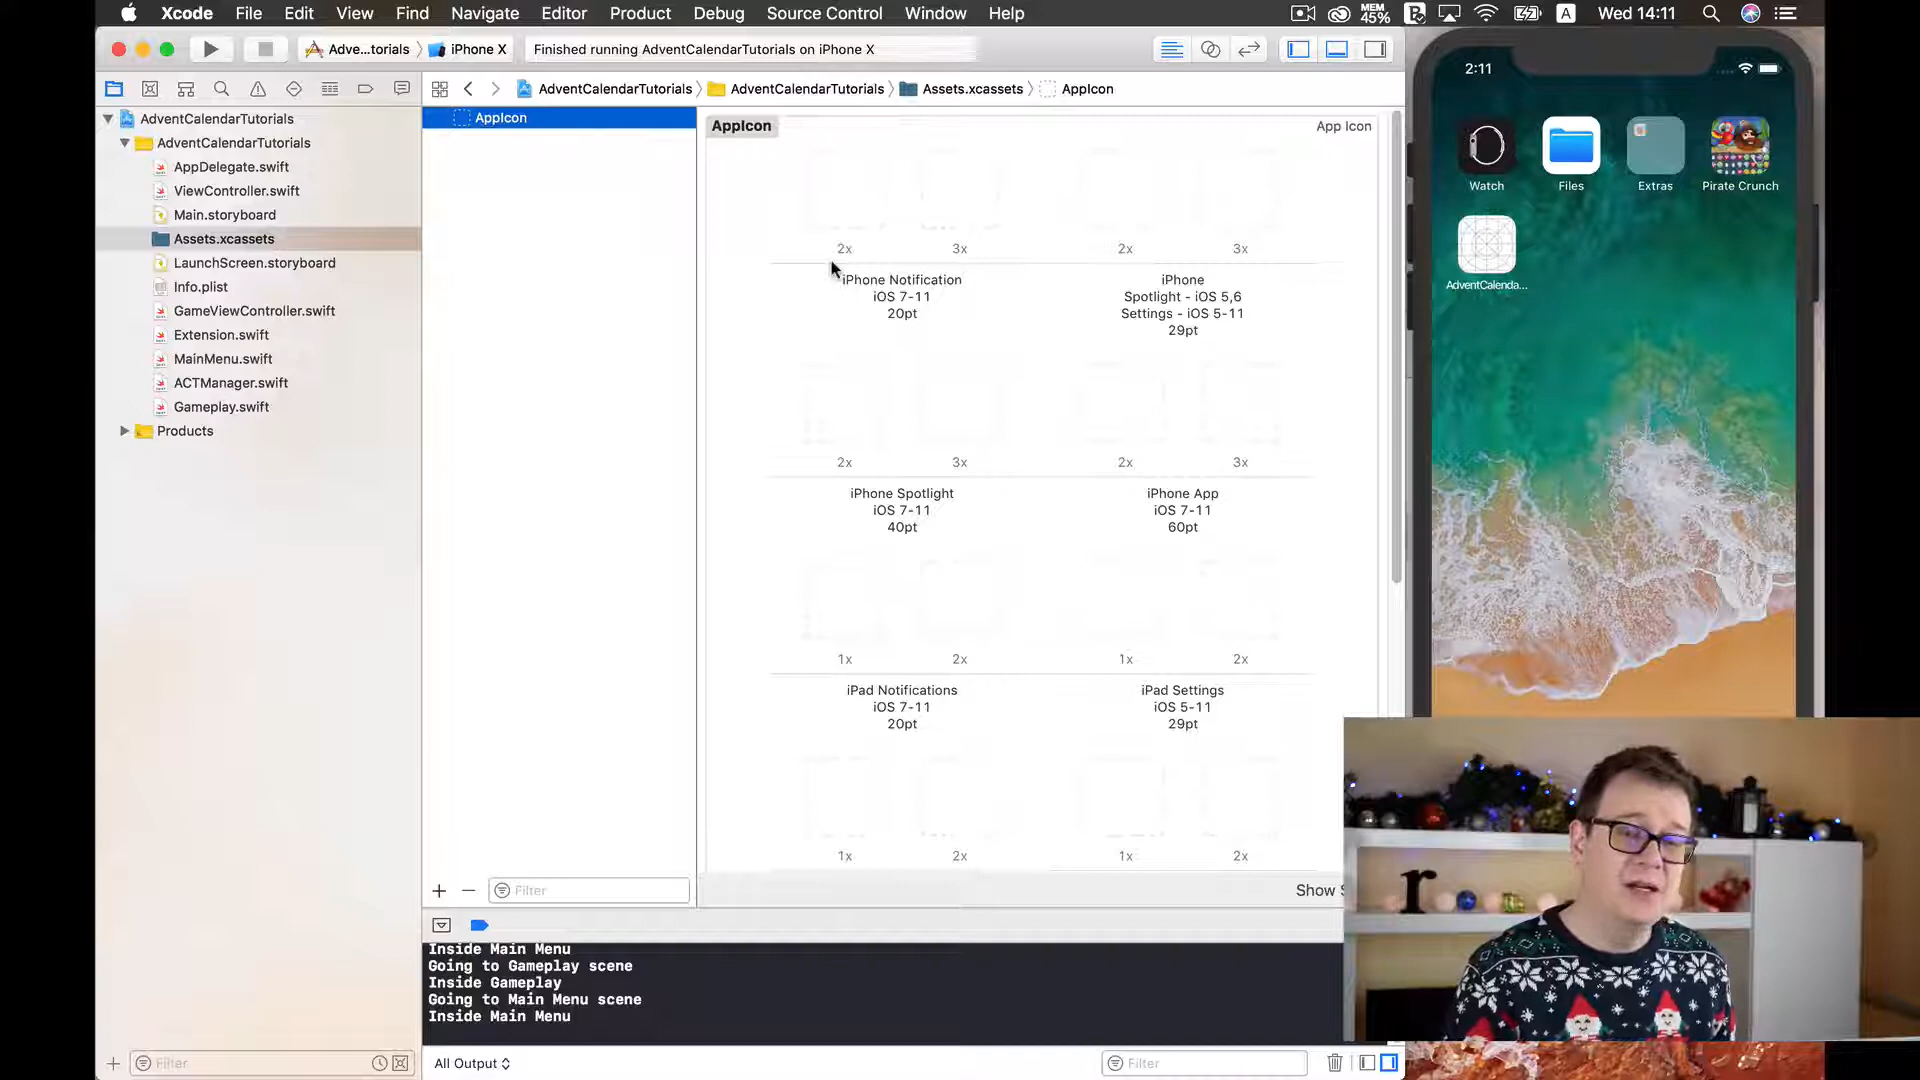 Xcode File Edit View Find Navigate Editor Product Debug Source Control Window Help
MEM 45% A Wed 14:11
Adve...torials iPhone X Finished running AdventCalendarTutorials on iPhone X
AdventCalendarTutorials AdventCalendarTutorials Assets.xcassets AppIcon
AdventCalendarTutorials
AdventCalendarTutorials
AppDelegate.swift
ViewController.swift
Main.storyboard
Assets.xcassets
LaunchScreen.storyboard
Info.plist
GameViewController.swift
Extension.swift
MainMenu.swift
ACTManager.swift
Gameplay.swift
Products
Filter
AppIcon
Filter
AppIcon App Icon
2x 3x 2x 3x
iPhone Notification
iOS 7-11
20pt
iPhone
Spotlight - iOS 5,6
Settings - iOS 5-11
29pt
2x 3x 2x 3x
iPhone Spotlight
iOS 7-11
40pt
iPhone App
iOS 7-11
60pt
1x 2x 1x 2x
iPad Notifications
iOS 7-11
20pt
iPad Settings
iOS 5-11
29pt
1x 2x 1x 2x
Show
Inside Main Menu
Going to Gameplay scene
Inside Gameplay
Going to Main Menu scene
Inside Main Menu
All Output
Filter
2:11
Watch Files Extras Pirate Crunch
AdventCalenda...
r